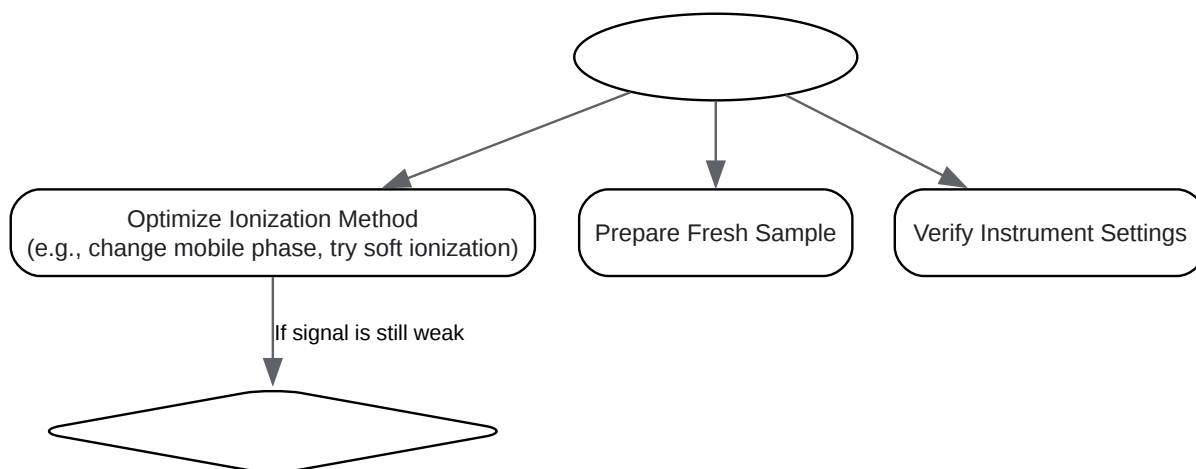 Optimize Ionization Method
(e.g., change mobile phase, try soft ionization)
Prepare Fresh Sample
Verify Instrument Settings
If signal is still weak